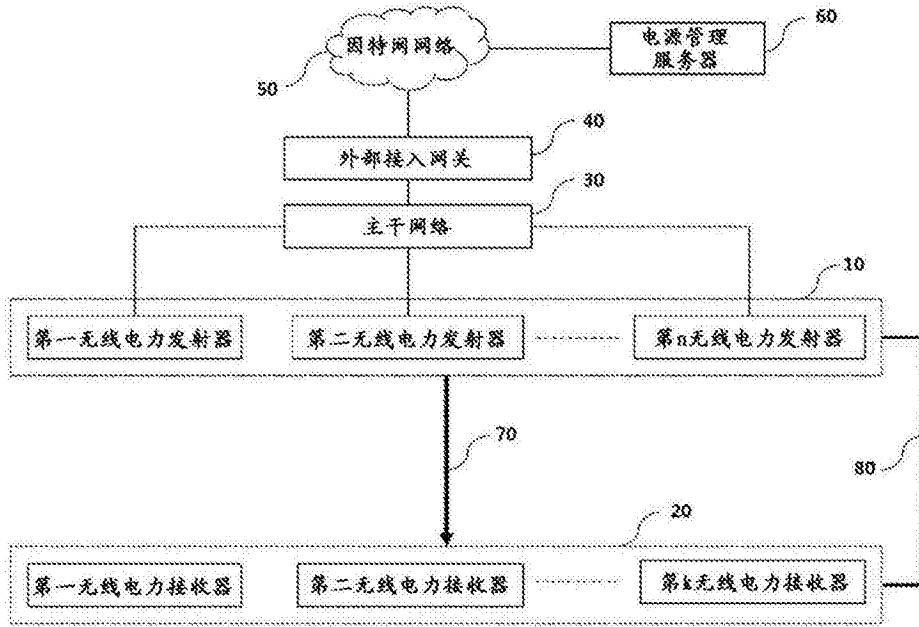 因特网网络
50
电源管理
服务器
60
外部接入网关
40
主干网络
30
10
第一无线电力发射器
第二无线电力发射器
第n无线电力发射器
70
80
20
第一无线电力接收器
第二无线电力接收器
第k无线电力接收器